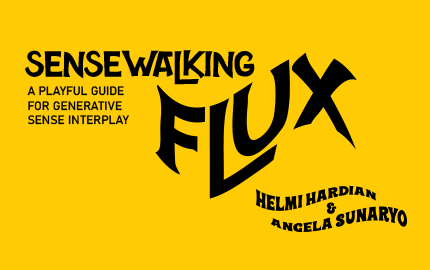 SENSEWALKING
FLUX
A PLAYFUL GUIDE
FOR GENERATIVE
SENSE INTERPLAY
HELMI HARDIAN
&
ANGELA SUNARYO